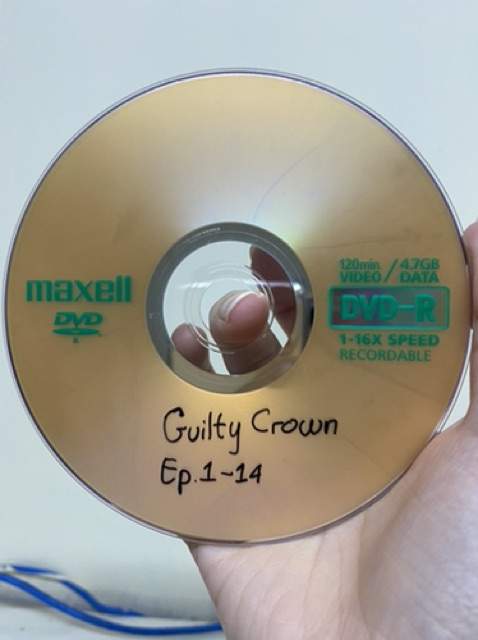 maxell
DVD
R
120min. / 4.7GB
VIDEO / DATA
DVD-R
1-16X SPEED
RECORDABLE
Guilty Crown
Ep.1-14